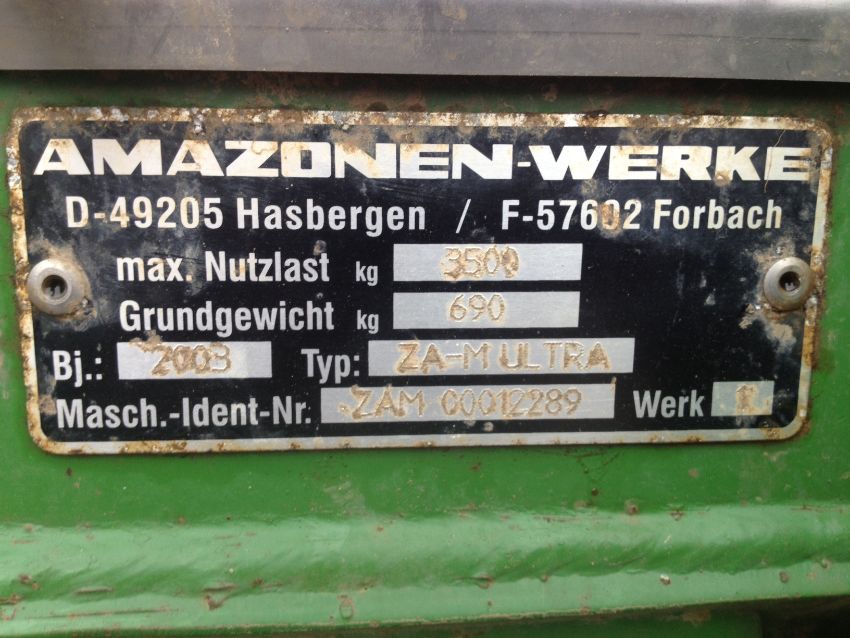 AMAZONEN-WERKE
D-49205 Hasbergen / F-57602 Forbach
max. Nutzlast kg 3500
Grundgewicht kg 690
Bj.: 2003 Typ: ZA-M ULTRA
Masch.-Ident-Nr. ZAM 00012289 Werk